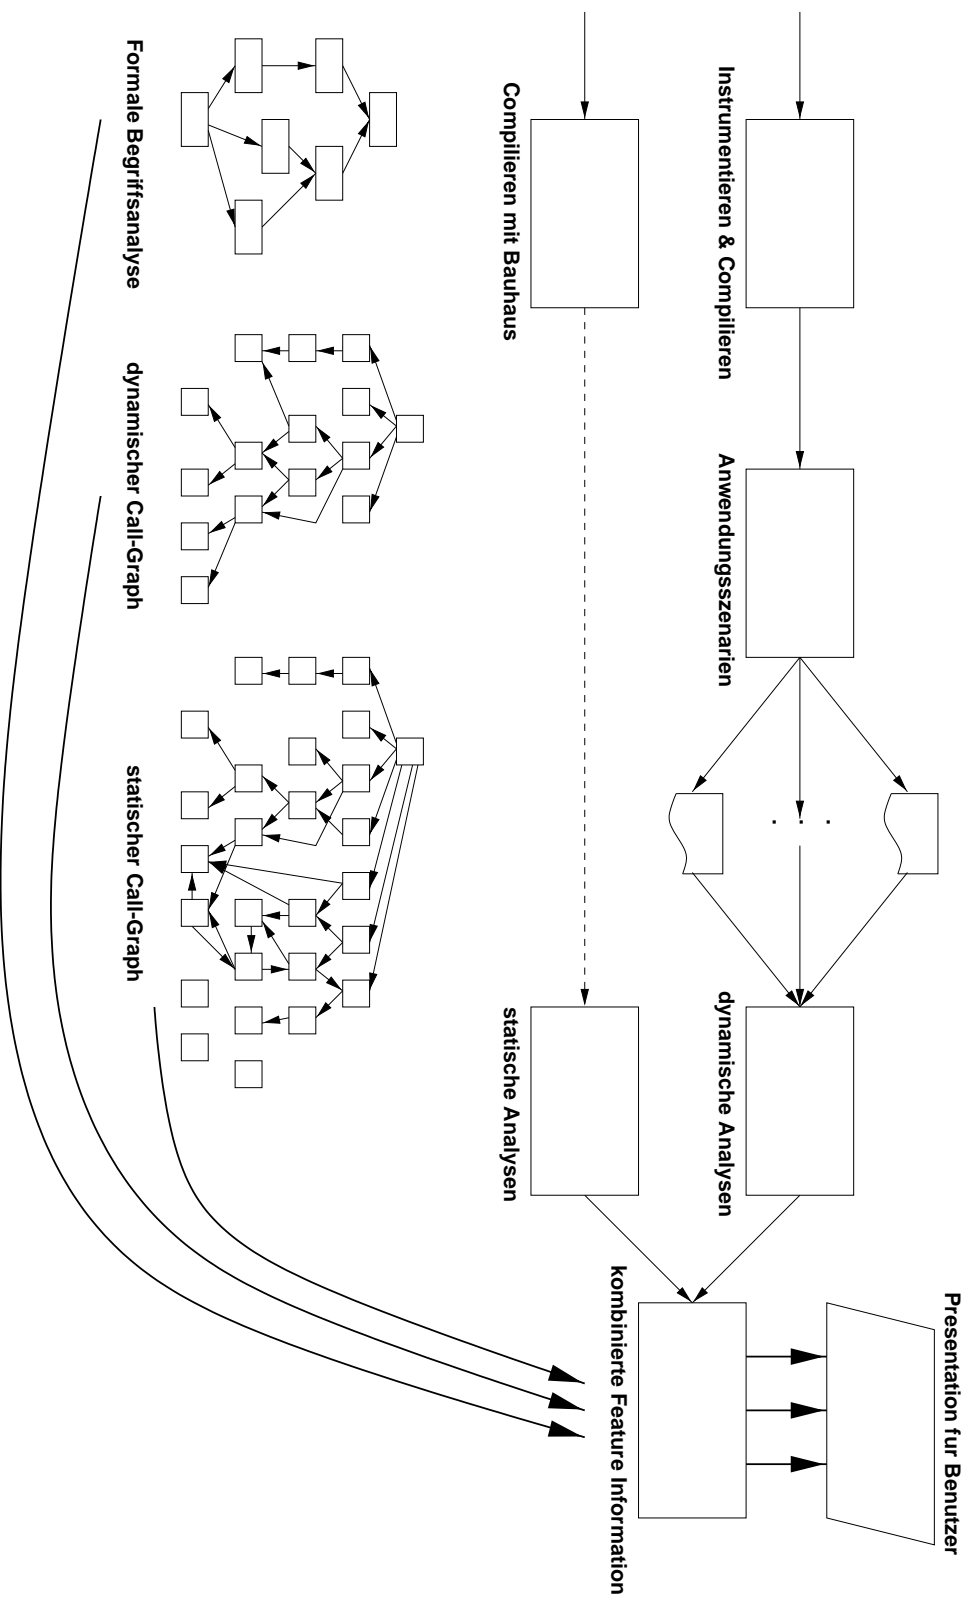 Presentation fur Benutzer
Instrumentieren & Compilieren
Anwendungsszenarien
dynamische Analysen
kombinierte Feature Information
Compilieren mit Bauhaus
statische Analysen
Formale Begriffsanalyse
dynamischer Call-Graph
statischer Call-Graph